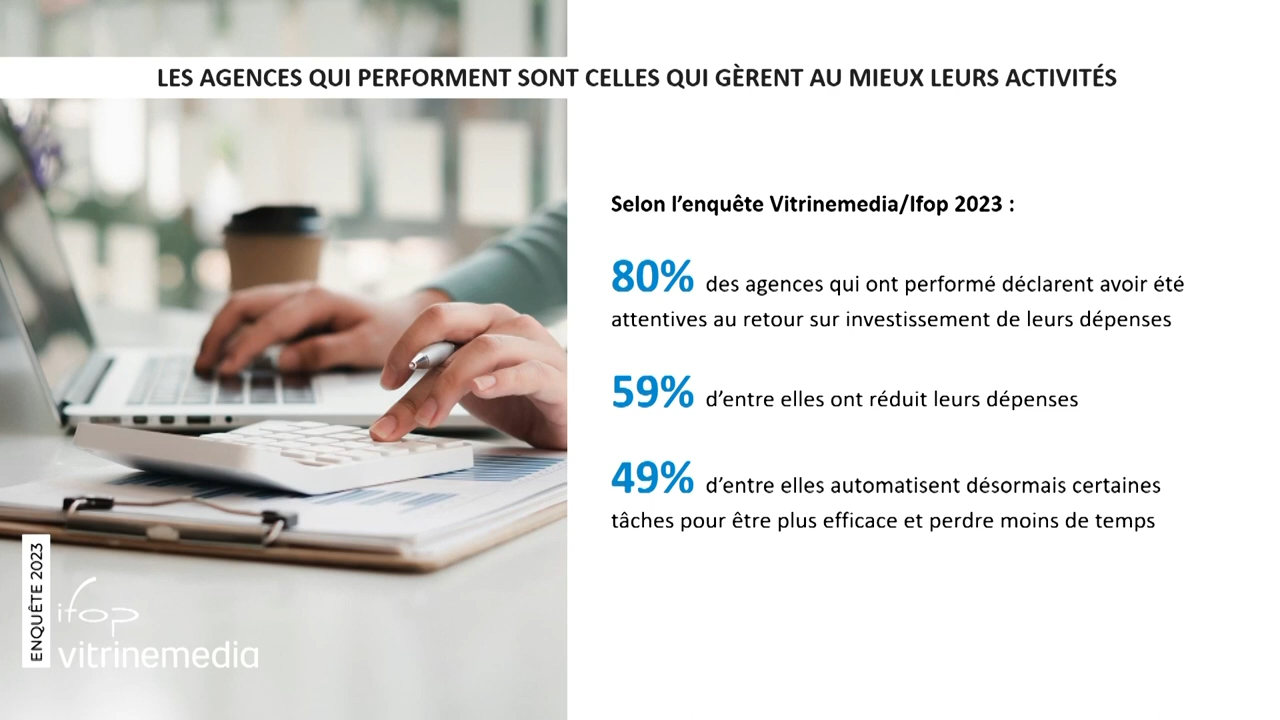 LES AGENCES QUI PERFORMENT SONT CELLES QUI GÈRENT AU MIEUX LEURS ACTIVITÉS
Selon l’enquête Vitrinemedia/Ifop 2023 :
80% des agences qui ont performé déclarent avoir été
attentives au retour sur investissement de leurs dépenses
59% d’entre elles ont réduit leurs dépenses
49% d’entre elles automatisent désormais certaines
tâches pour être plus efficace et perdre moins de temps
ENQUÊTE 2023
ifop
vitrinemedia